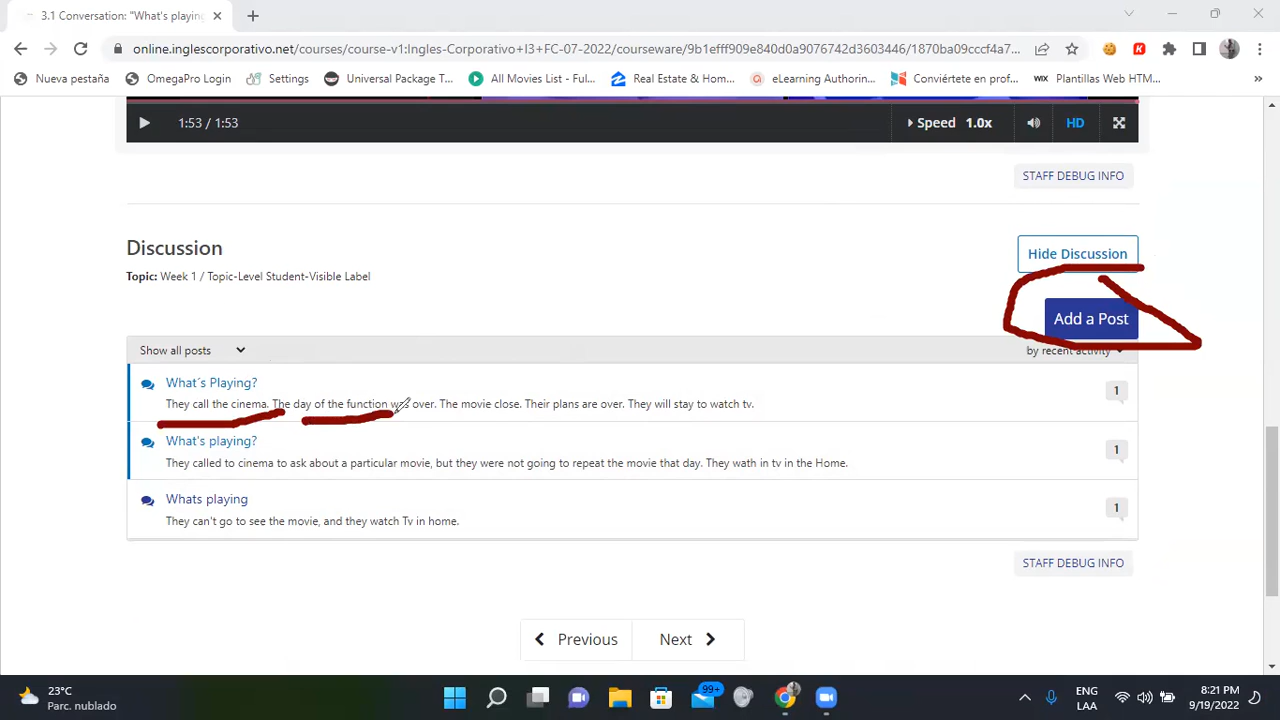 3.1 Conversation: "What's playing
online.inglescorporativo.net/courses/course-v1:Ingles-Corporativo+I3+FC-07-2022/courseware/9b1efff909e840d0a9076742d3603446/1870ba09cccf4a7...
Nueva pestaña OmegaPro Login Settings Universal Package T... All Movies List - Ful... Real Estate & Hom... eLearning Authorin... Conviértete en prof... WIX Plantillas Web HTM... »
1:53 / 1:53 Speed 1.0x HD
STAFF DEBUG INFO
Discussion
Hide Discussion
Topic: Week 1 / Topic-Level Student-Visible Label
Add a Post
Show all posts by recent activity
What´s Playing?
They call the cinema. The day of the function was over. The movie close. Their plans are over. They will stay to watch tv.
1
What's playing?
They called to cinema to ask about a particular movie, but they were not going to repeat the movie that day. They wath in tv in the Home.
1
Whats playing
They can't go to see the movie, and they watch Tv in home.
1
STAFF DEBUG INFO
Previous Next
23°C
Parc. nublado
99+
ENG
LAA
8:21 PM
9/19/2022